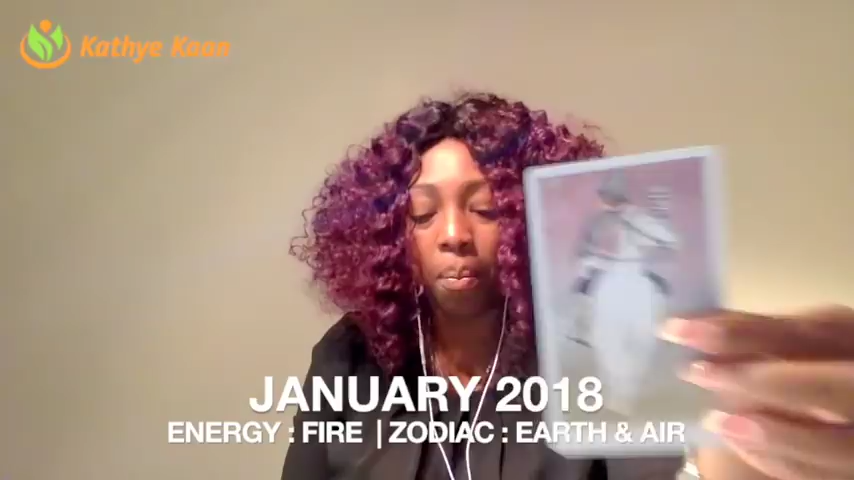 Kathye Kaan
JANUARY 2018
ENERGY : FIRE | ZODIAC : EARTH & AIR